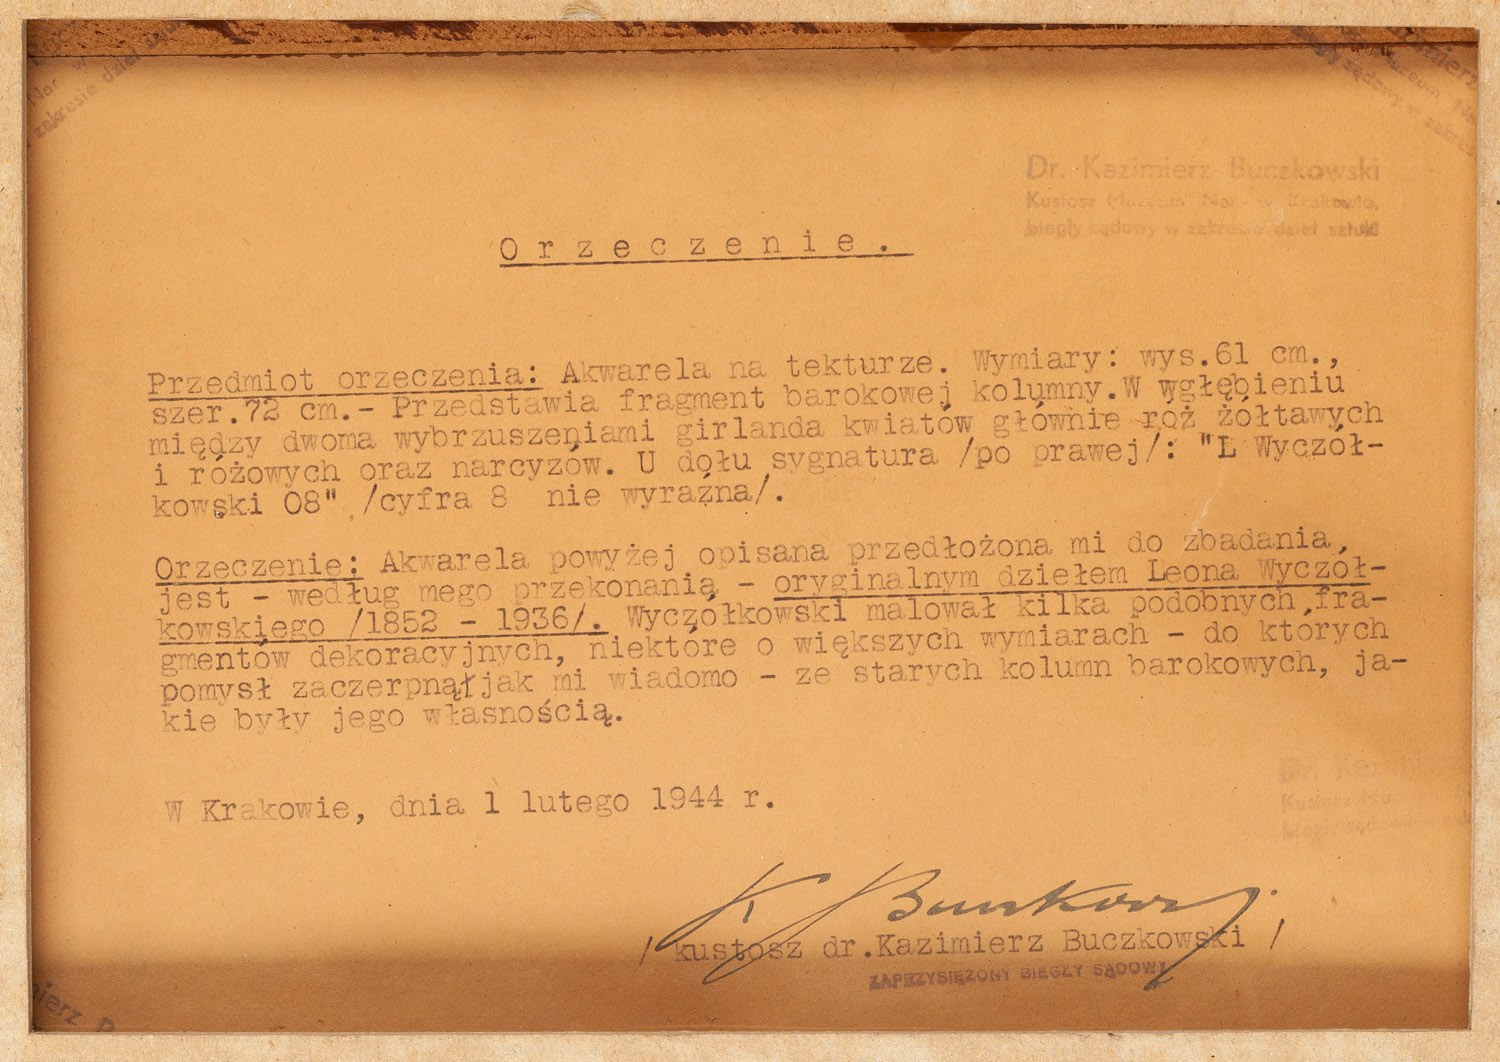 Dr. Kazimierz Buczkowski
Kustosz Muzeum Nar. w Krakowie,
biegły sądowy w zakresie dzieł sztuki
Orzeczenie.
Przedmiot orzeczenia: Akwarela na tekturze. Wymiary: wys.61 cm.,
szer.72 cm.- Przedstawia fragment barokowej kolumny.W wgłębieniu
między dwoma wybrzuszeniami girlanda kwiatów głównie róż żółtawych
i różowych oraz narcyzów. U dołu sygnatura /po prawej/: "L Wyczół-
kowski 08" /cyfra 8 nie wyraźna/.
Orzeczenie: Akwarela powyżej opisana przedłożona mi do zbadania,
jest - według mego przekonania - oryginalnym dziełem Leona Wyczół-
kowskiego /1852 - 1936/. Wyczółkowski malował kilka podobnych fra-
gmentów dekoracyjnych, niektóre o większych wymiarach - do których
pomysł zaczerpnął jak mi wiadomo - ze starych kolumn barokowych, ja-
kie były jego własnością.
W Krakowie, dnia 1 lutego 1944 r.
K Buczkowski
/ kustosz dr.Kazimierz Buczkowski /
ZAPRZYSIĘŻONY BIEGŁY SĄDOWY